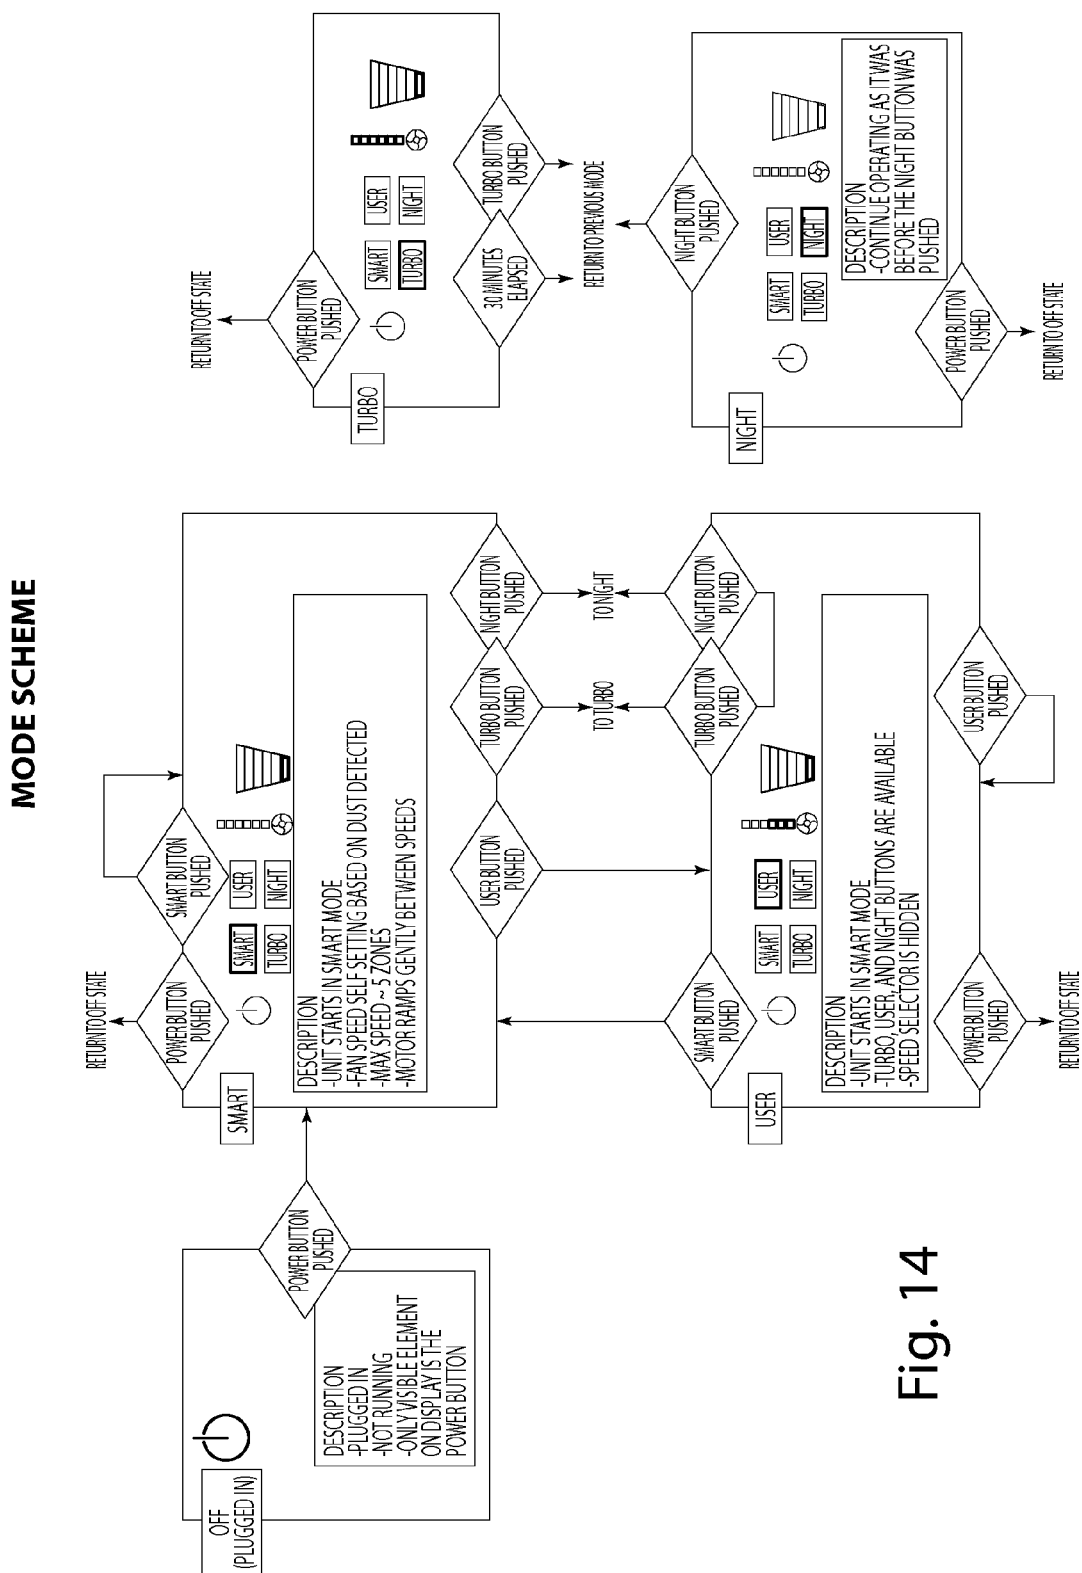 MODE SCHEME
OFF
(PLUGGED IN)
DESCRIPTION
-PLUGGED IN
-NOT RUNNING
-ONLY VISIBLE ELEMENT
ON DISPLAY IS THE
POWER BUTTON
POWER BUTTON
PUSHED
SMART
RETURN TO OFF STATE
POWER BUTTON
PUSHED
SMART BUTTON
PUSHED
SMART
USER
TURBO
NIGHT
DESCRIPTION
-UNIT STARTS IN SMART MODE
-FAN SPEED SELF SETTING BASED ON DUST DETECTED
-MAX SPEED ~ 5 ZONES
-MOTOR RAMPS GENTLY BETWEEN SPEEDS
USER BUTTON
PUSHED
TURBO BUTTON
PUSHED
NIGHT BUTTON
PUSHED
TO TURBO
TO NIGHT
USER
SMART BUTTON
PUSHED
TURBO BUTTON
PUSHED
NIGHT BUTTON
PUSHED
SMART
USER
TURBO
NIGHT
DESCRIPTION
-UNIT STARTS IN SMART MODE
-TURBO, USER, AND NIGHT BUTTONS ARE AVAILABLE
-SPEED SELECTOR IS HIDDEN
POWER BUTTON
PUSHED
USER BUTTON
PUSHED
RETURN TO OFF STATE
TURBO
RETURN TO OFF STATE
POWER BUTTON
PUSHED
SMART
USER
TURBO
NIGHT
30 MINUTES
ELAPSED
TURBO BUTTON
PUSHED
RETURN TO PREVIOUS MODE
NIGHT
NIGHT BUTTON
PUSHED
SMART
USER
TURBO
NIGHT
DESCRIPTION
-CONTINUE OPERATING AS IT WAS
BEFORE THE NIGHT BUTTON WAS
PUSHED
POWER BUTTON
PUSHED
RETURN TO OFF STATE
Fig. 14